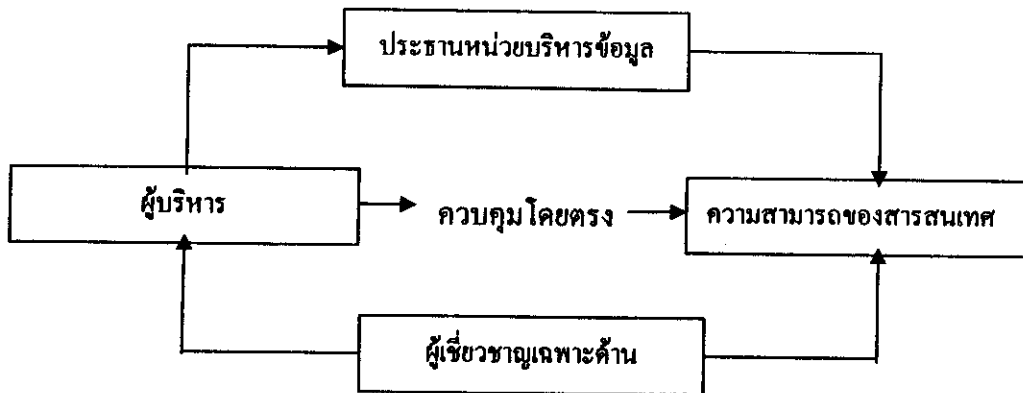 ประธานหน่วยบริหารข้อมูล
ผู้บริหาร
ควบคุมโดยตรง
ความสามารถของสารสนเทศ
ผู้เชี่ยวชาญเฉพาะด้าน